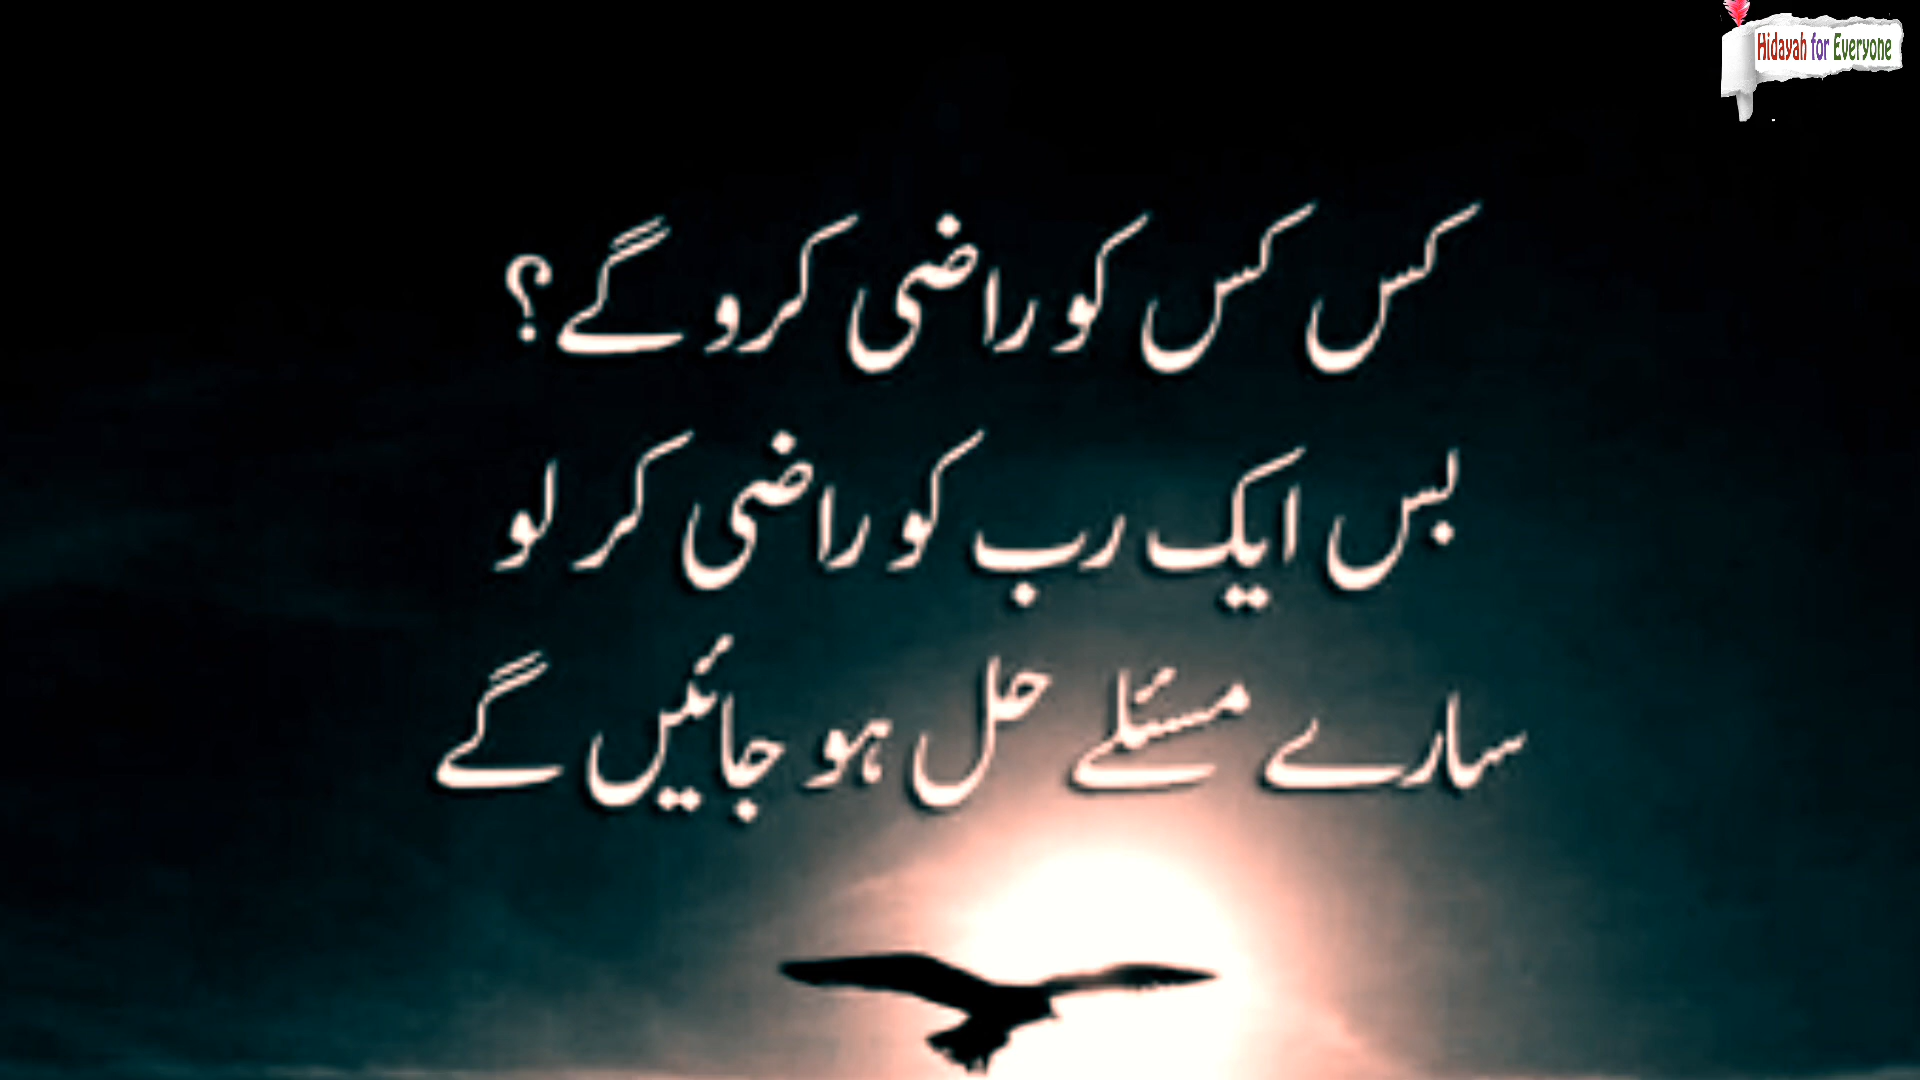 Hidayah for Everyone
کس کس کو راضی کرو گے؟
بس ایک رب کو راضی کر لو
سارے مسئلے حل ہو جائیں گے